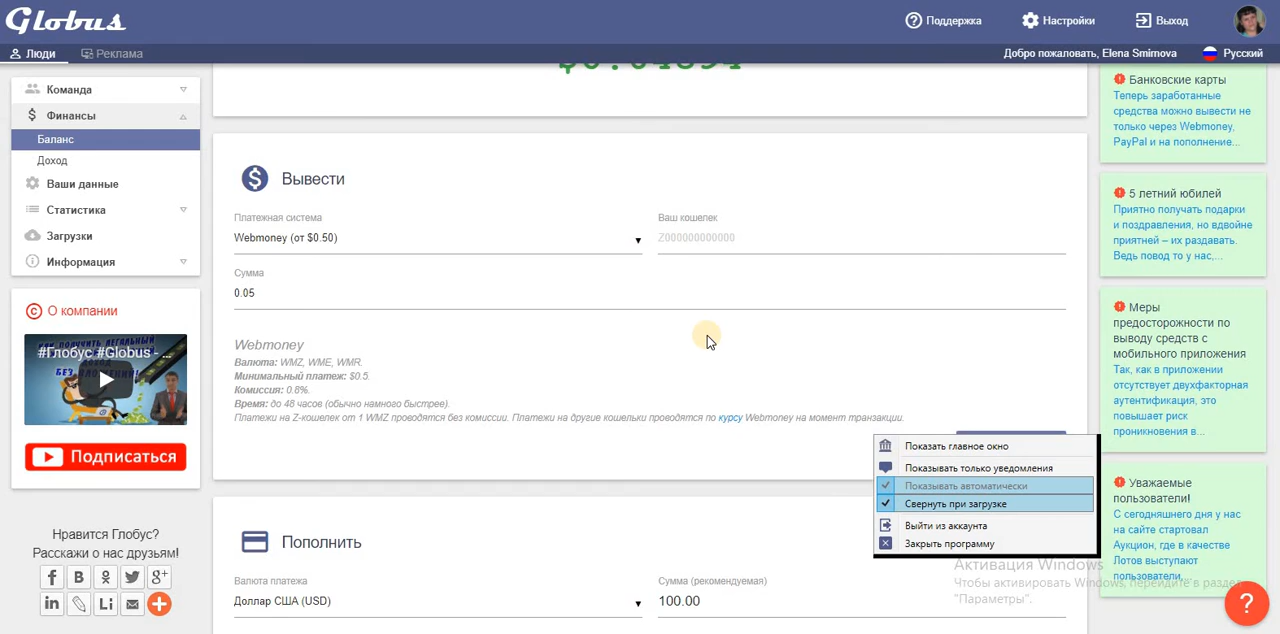 Globus
Поддержка
Настройки
Выход
Люди
Реклама
Добро пожаловать, Elena Smirnova
Русский
Команда
Финансы
Баланс
Доход
Ваши данные
Статистика
Загрузки
Информация
О компании
#Глобус #Globus - ...
Подписаться
Нравится Глобус?
Расскажи о нас друзьям!
Вывести
Платежная система
Webmoney (от $0.50)
Ваш кошелек
Z000000000000
Сумма
0.05
Webmoney
Валюта: WMZ, WME, WMR.
Минимальный платеж: $0.5.
Комиссия: 0.8%.
Время: до 48 часов (обычно намного быстрее).
Платежи на Z-кошелек от 1 WMZ проводятся без комиссии. Платежи на другие кошельки проводятся по курсу Webmoney на момент транзакции.
Показать главное окно
Показывать только уведомления
Показывать автоматически
Свернуть при загрузке
Выйти из аккаунта
Закрыть программу
Пополнить
Валюта платежа
Доллар США (USD)
Сумма (рекомендуемая)
100.00
Активация Windows
Чтобы активировать Windows, перейдите в раздел
"Параметры".
Банковские карты
Теперь заработанные
средства можно вывести не
только через Webmoney,
PayPal и на пополнение...
5 летний юбилей
Приятно получать подарки
и поздравления, но вдвойне
приятней – их раздавать.
Ведь повод то у нас,...
Меры
предосторожности по
выводу средств с
мобильного приложения
Так, как в приложении
отсутствует двухфакторная
аутентификация, это
повышает риск
проникновения в...
Уважаемые
пользователи!
С сегодняшнего дня у нас
на сайте стартовал
Аукцион, где в качестве
Лотов выступают
пользователи,